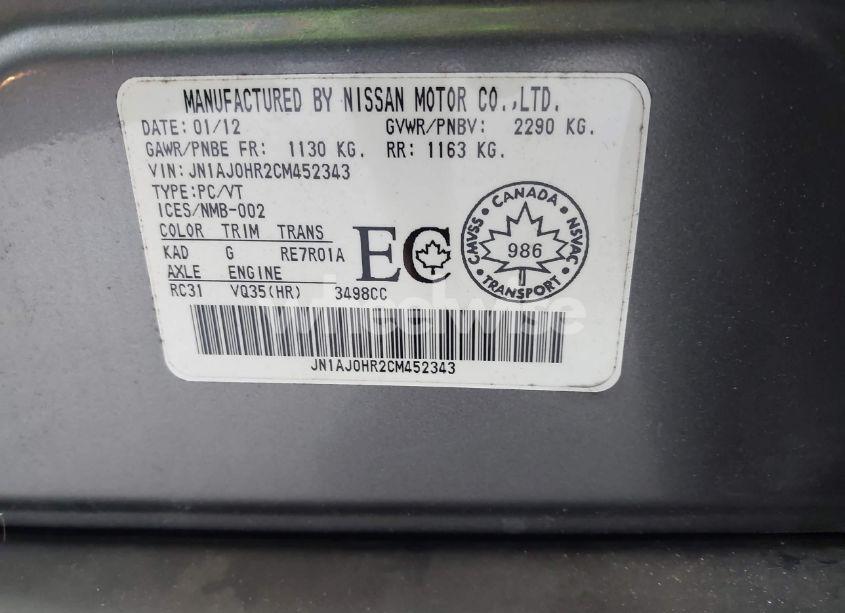 MANUFACTURED BY NISSAN MOTOR CO.,LTD.
DATE: 01/12 GVWR/PNBV: 2290 KG.
GAWR/PNBE FR: 1130 KG. RR: 1163 KG.
VIN: JN1AJ0HR2CM452343
TYPE:PC/VT
ICES/NMB-002
COLOR TRIM TRANS
KAD G RE7R01A
AXLE ENGINE
RC31 VQ35(HR) 3498CC
EC
CMVSS • CANADA • NSVAC • TRANSPORT •
986
wheelwise
JN1AJ0HR2CM452343